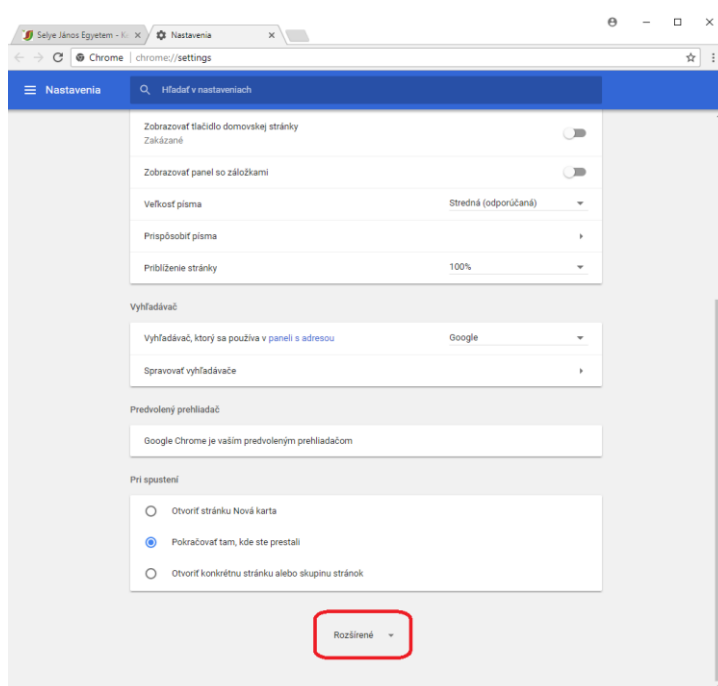 Selye János Egyetem - K
Nastavenia
Chrome | chrome://settings
Nastavenia
Hľadať v nastaveniach
Zobrazovať tlačidlo domovskej stránky
Zakázané
Zobrazovať panel so záložkami
Veľkosť písma
Stredná (odporúčaná)
Prispôsobiť písma
Priblíženie stránky
100%
Vyhľadávač
Vyhľadávač, ktorý sa používa v paneli s adresou
Google
Spravovať vyhľadávače
Predvolený prehliadač
Google Chrome je vaším predvoleným prehliadačom
Pri spustení
Otvoriť stránku Nová karta
Pokračovať tam, kde ste prestali
Otvoriť konkrétnu stránku alebo skupinu stránok
Rozšírené